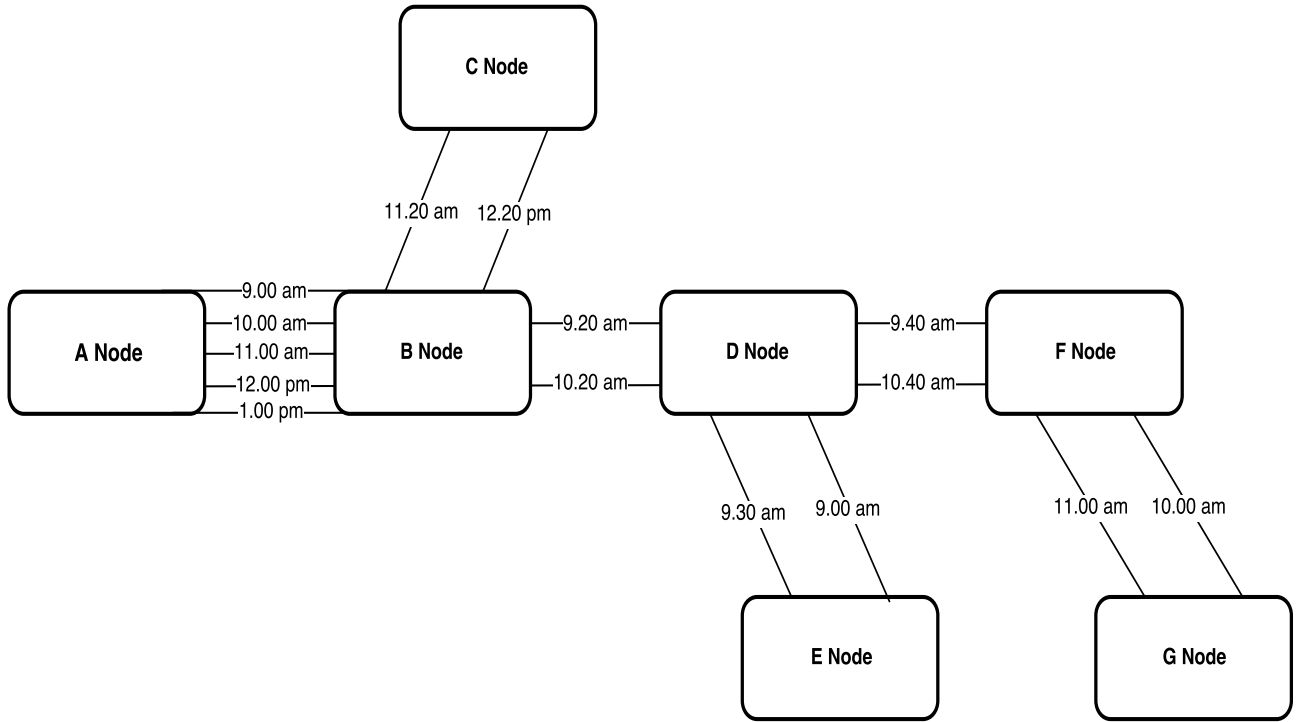 C Node
11.20 am
12.20 pm
9.00 am
10.00 am
11.00 am
12.00 pm
1.00 pm
A Node
B Node
9.20 am
10.20 am
D Node
9.40 am
10.40 am
F Node
9.30 am
9.00 am
11.00 am
10.00 am
E Node
G Node